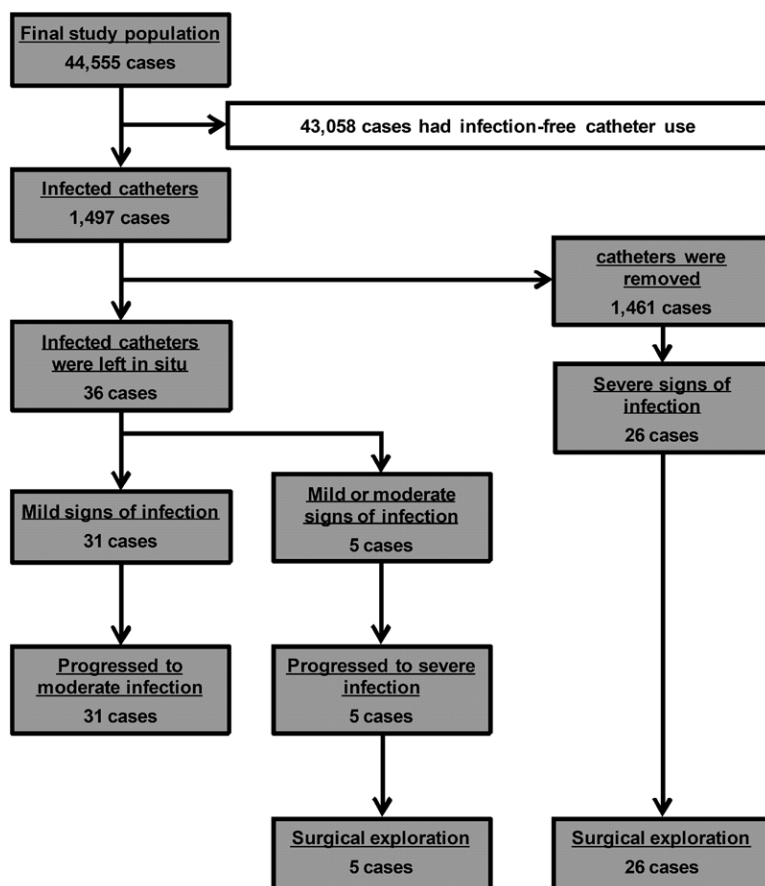 Final study population
44,555 cases
43,058 cases had infection-free catheter use
Infected catheters
1,497 cases
catheters were
removed
1,461 cases
Infected catheters
were left in situ
36 cases
Severe signs of
infection
26 cases
Mild signs of infection
31 cases
Mild or moderate
signs of infection
5 cases
Progressed to
moderate infection
31 cases
Progressed to severe
infection
5 cases
Surgical exploration
5 cases
Surgical exploration
26 cases